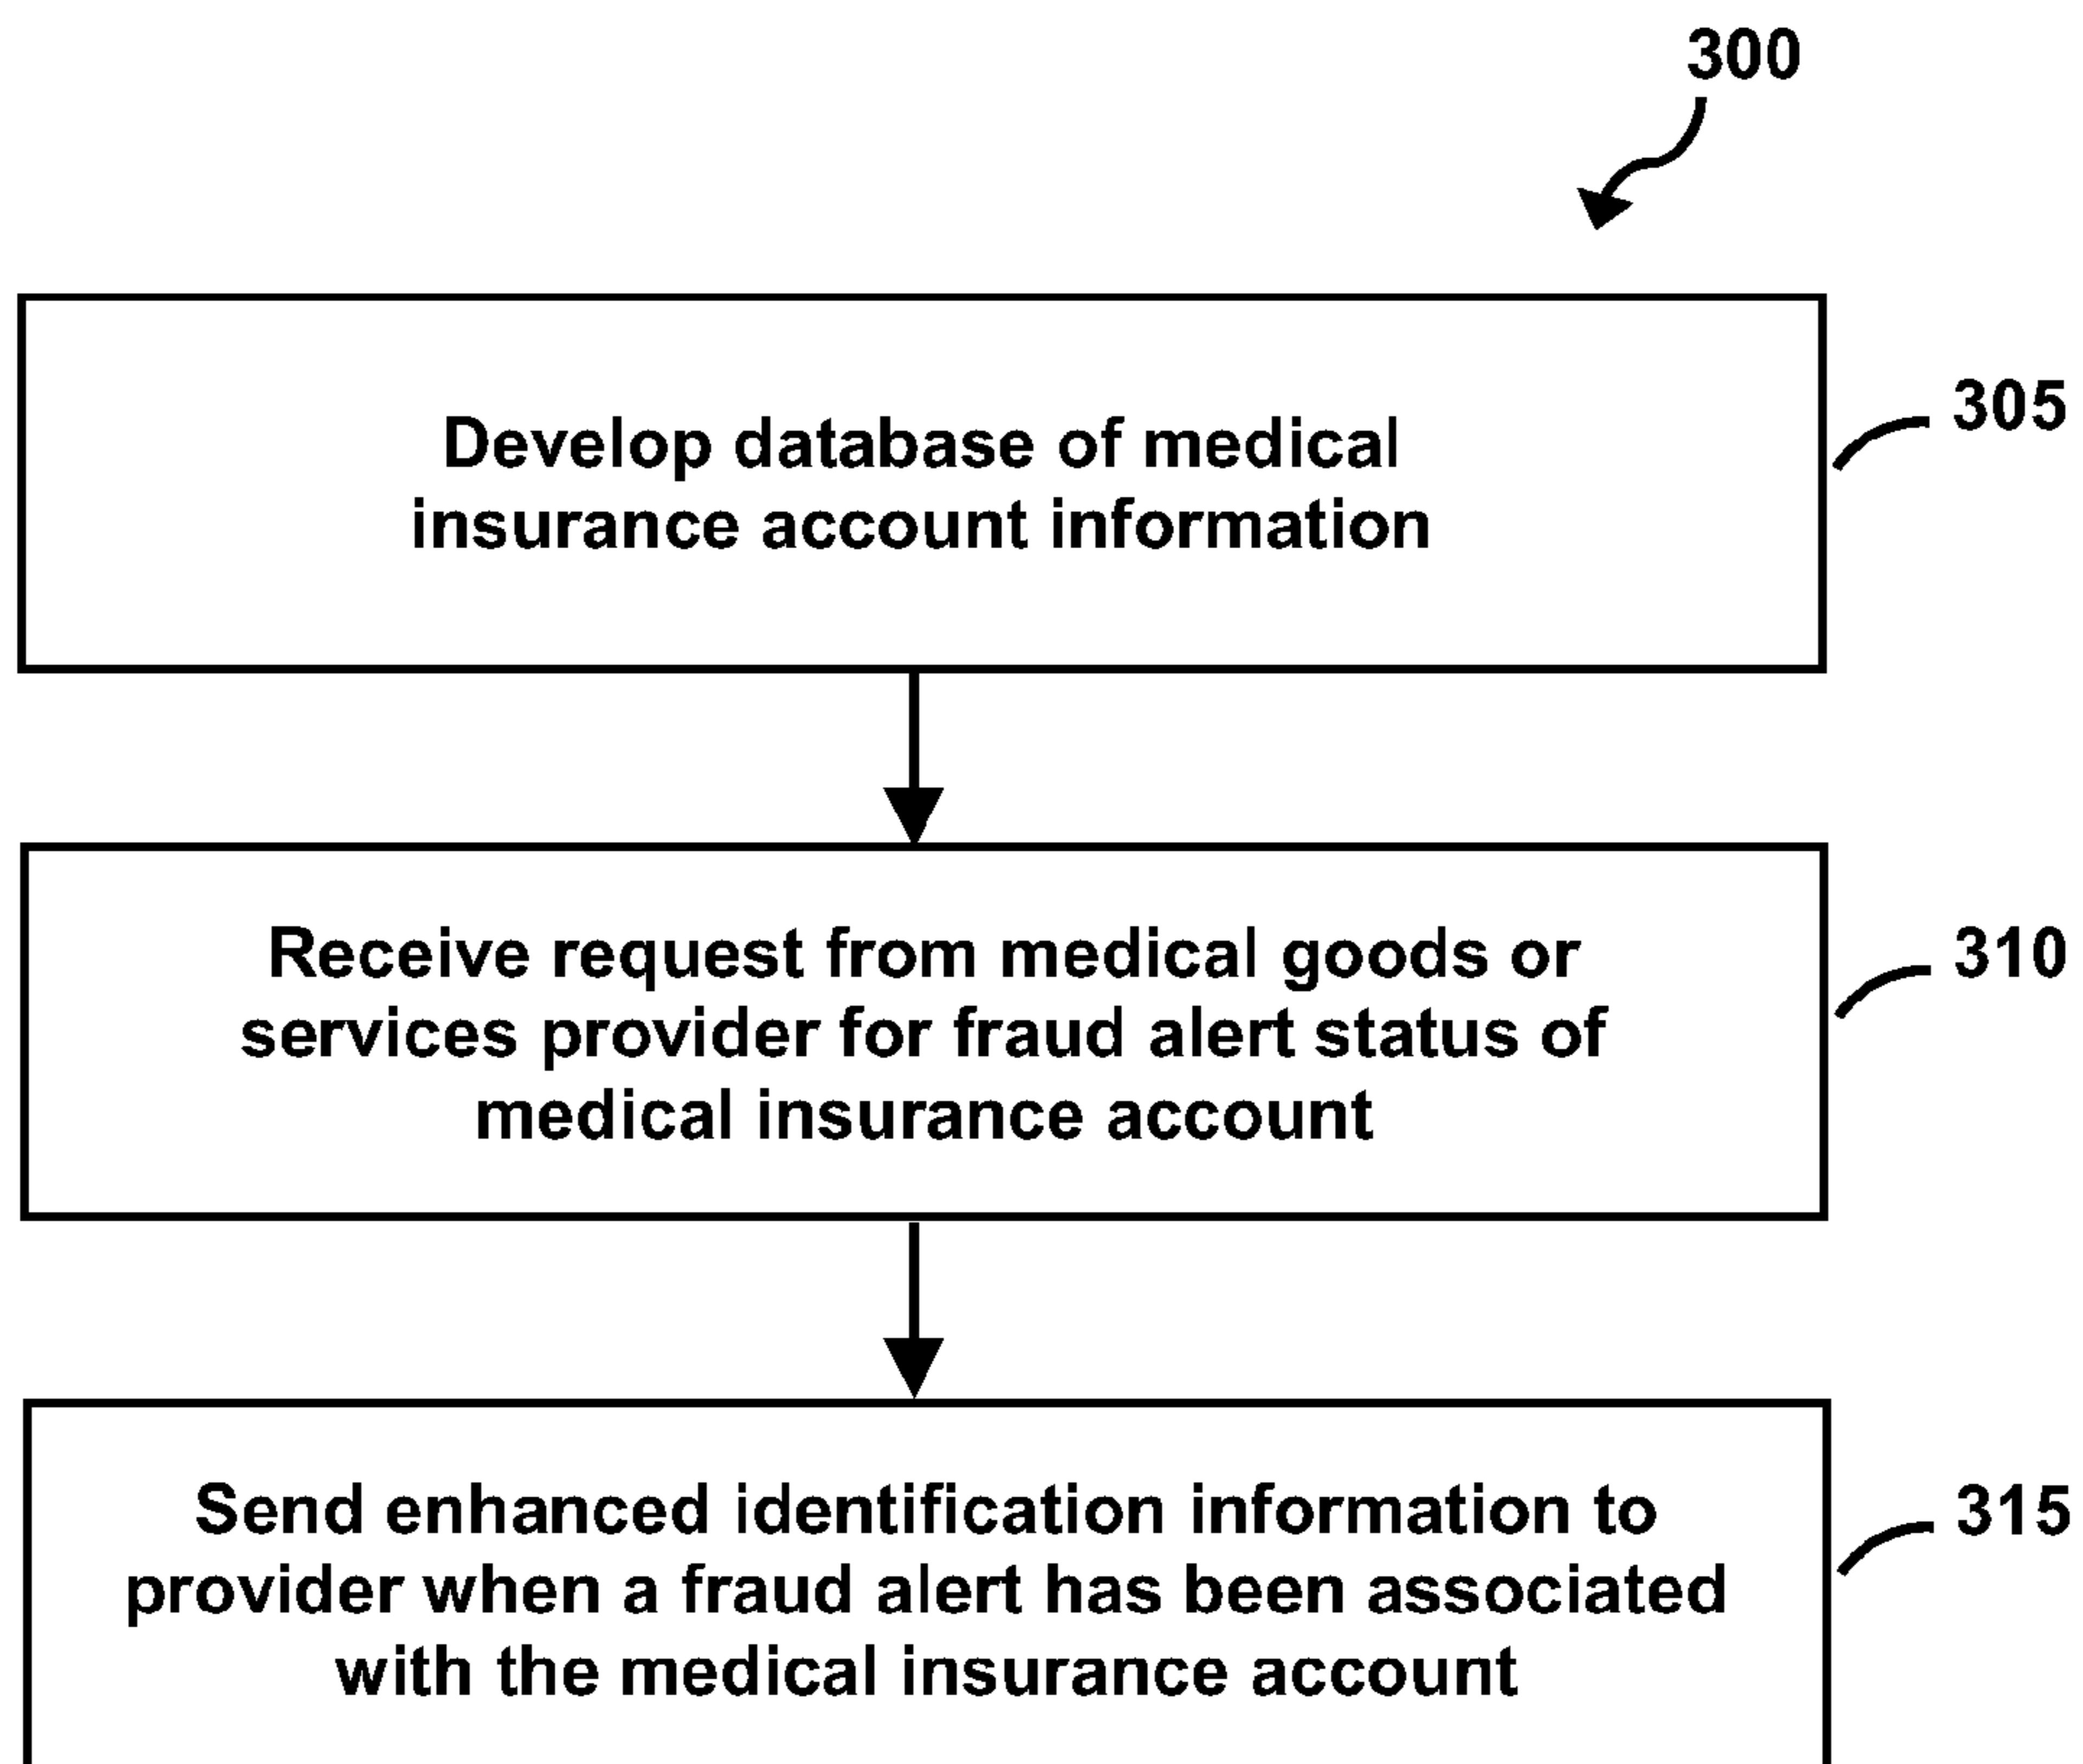 300
Develop database of medical
insurance account information
305
Receive request from medical goods or
services provider for fraud alert status of
medical insurance account
310
Send enhanced identification information to
provider when a fraud alert has been associated
with the medical insurance account
315